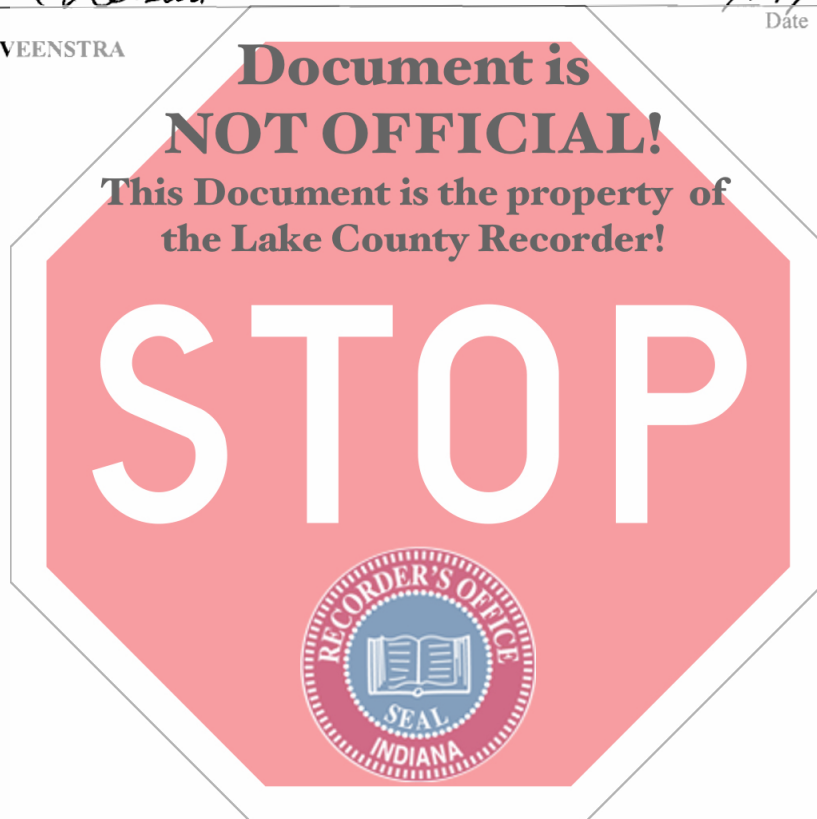 Date
VEENSTRA
Document is
NOT OFFICIAL!
This Document is the property of
the Lake County Recorder!
STOP
RECORDER'S OFFICE
SEAL
INDIANA